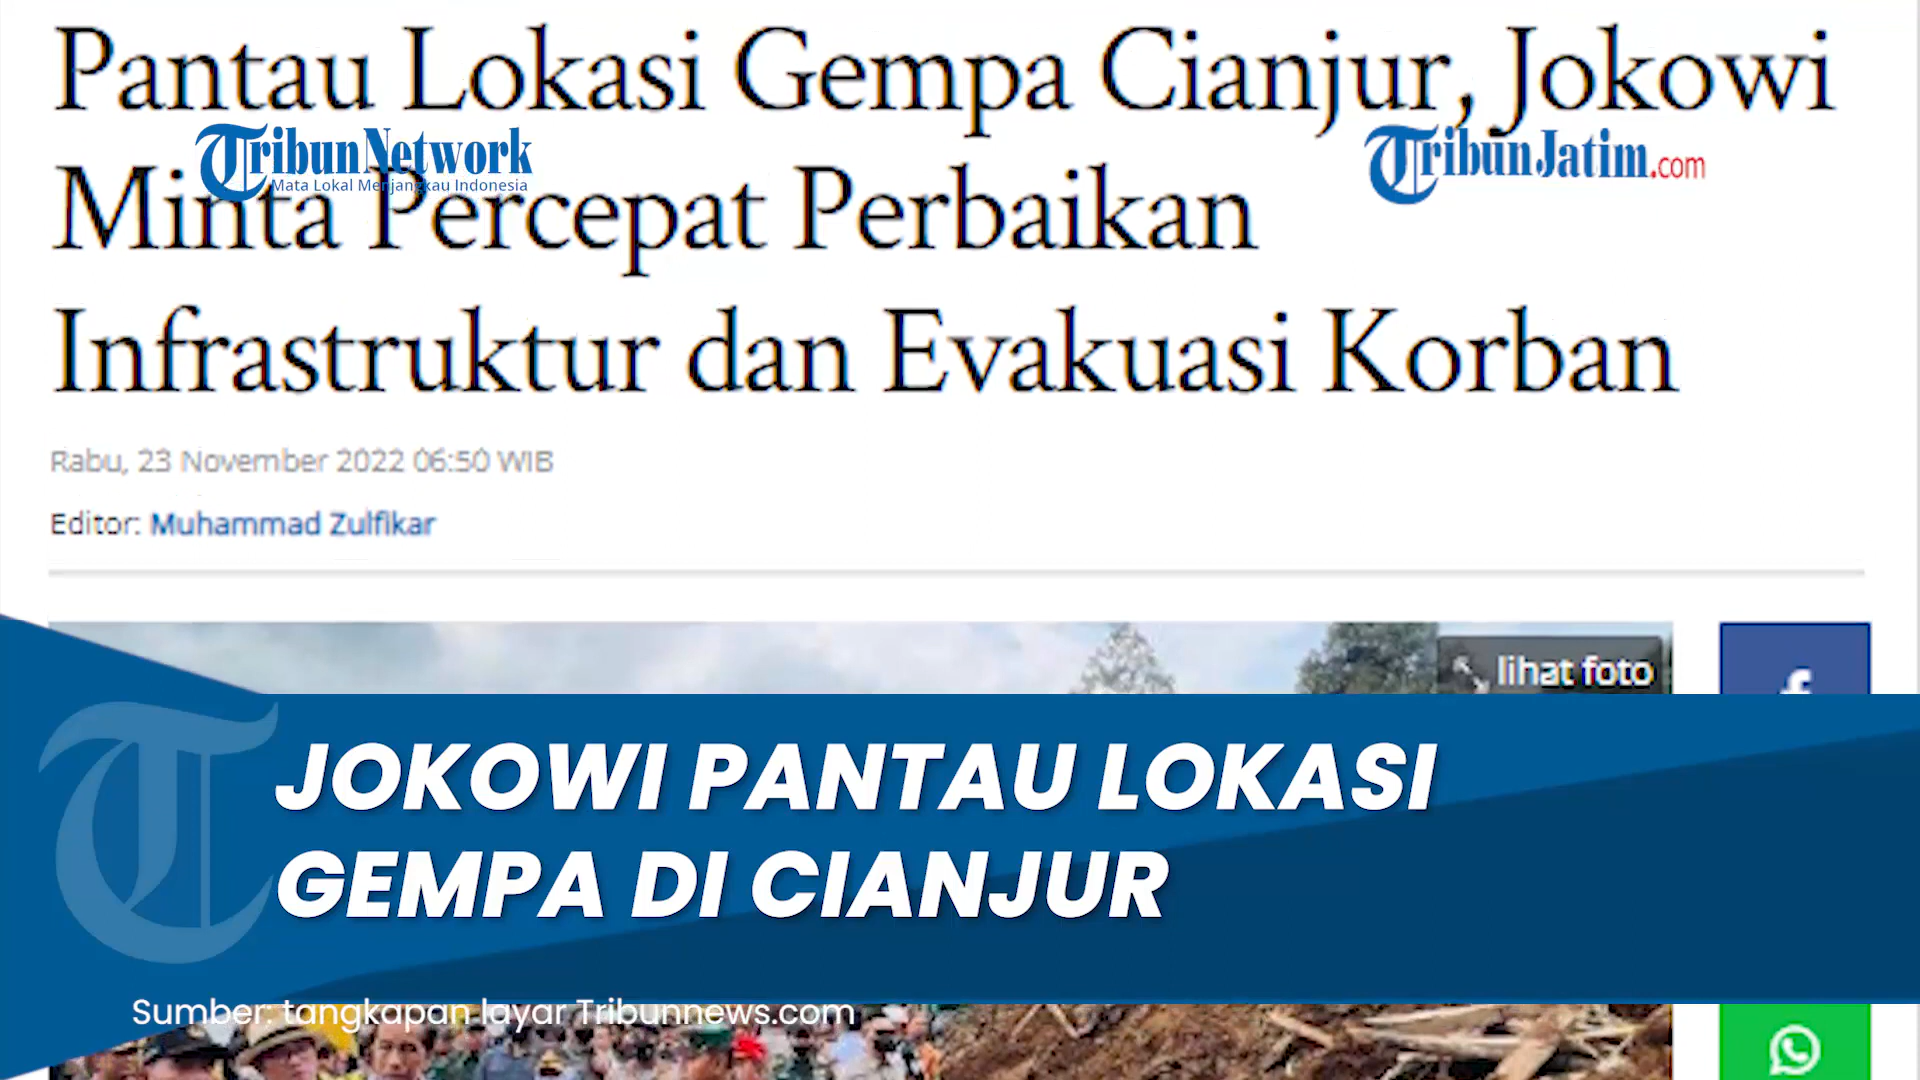 Pantau Lokasi Gempa Cianjur, Jokowi
TribunNetwork
Mata Lokal Menjangkau Indonesia
TribunJatim.com
Minta Percepat Perbaikan
Infrastruktur dan Evakuasi Korban
Rabu, 23 November 2022 06:50 WIB
Editor: Muhammad Zulfikar
lihat foto
JOKOWI PANTAU LOKASI
GEMPA DI CIANJUR
Sumber: tangkapan layar Tribunnews.com